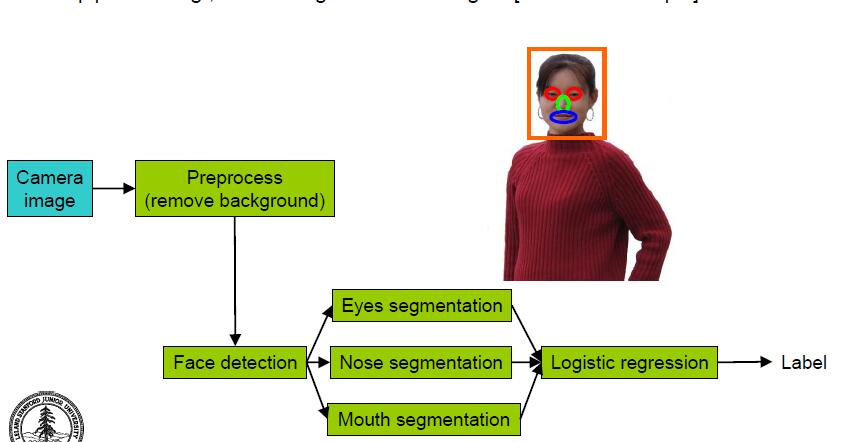 Camera
image
Preprocess
(remove background)
Eyes segmentation
Face detection
Nose segmentation
Logistic regression
Label
Mouth segmentation
LELAND STANFORD JUNIOR UNIVERSITY